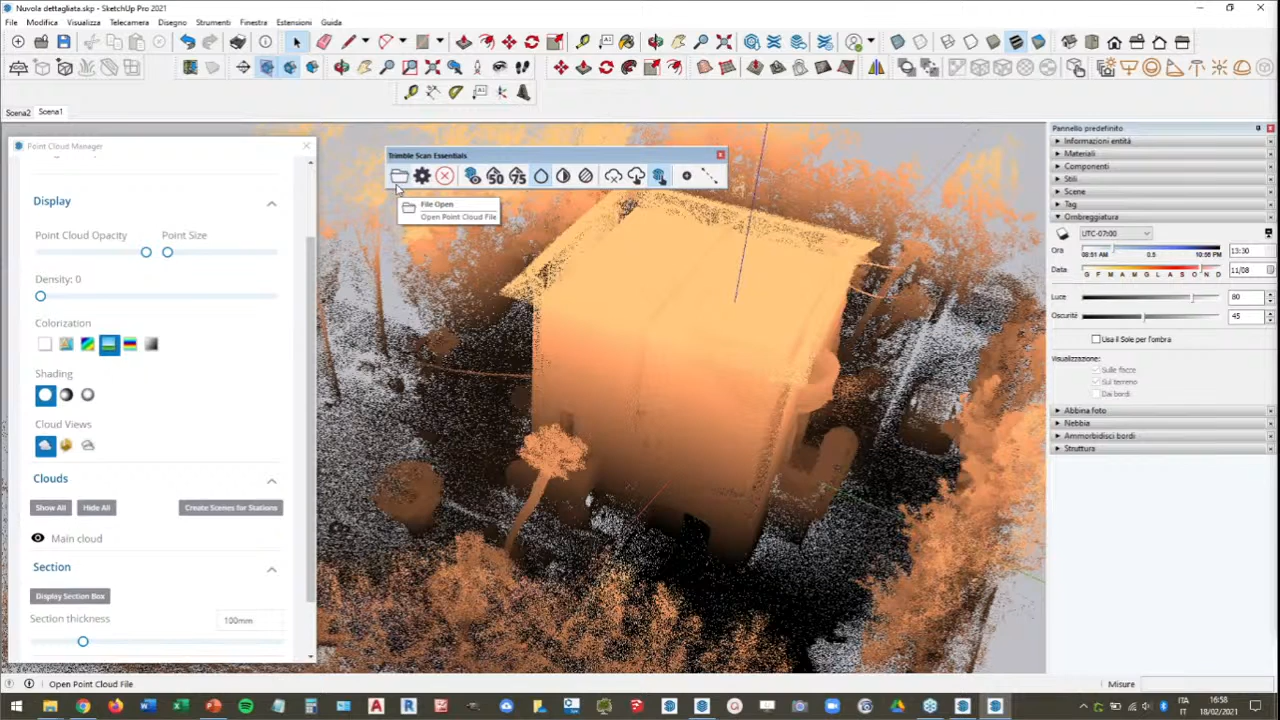 Nuvola dettagliata.skp - SketchUp Pro 2021
File Modifica Visualizza Telecamera Disegno Strumenti Finestra Estensioni Guida
Scena2 Scena1
Point Cloud Manager
Display
Point Cloud Opacity Point Size
Density: 0
Colorization
Shading
Cloud Views
Clouds
Show All Hide All Create Scenes for Stations
Main cloud
Section
Display Section Box
Section thickness 100mm
Trimble Scan Essentials
50 75
File Open
Open Point Cloud File
Pannello predefinito
Informazioni entità
Materiali
Componenti
Stili
Scene
Tag
Ombreggiatura
UTC-07:00
Ora 13:30
Data G F M A M G L A S O N D 11/08
Luce 80
Oscurità 45
Usa il Sole per l'ombra
Visualizzazione:
Sulle facce
Sul terreno
Dai bordi
Abbina foto
Nebbia
Ammorbidisci bordi
Struttura
Open Point Cloud File
Misure
ITA 16:58
IT 18/02/2021